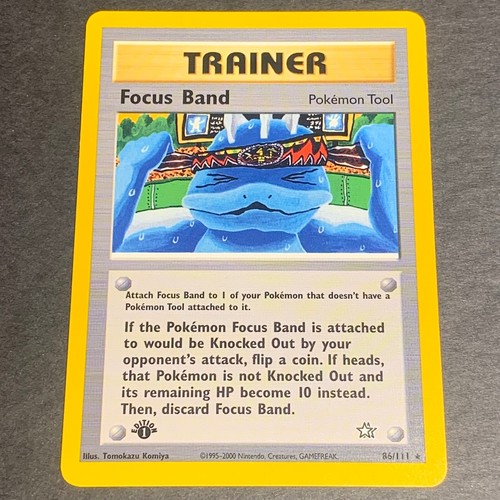 TRAINER
Focus Band Pokémon Tool
Attach Focus Band to 1 of your Pokémon that doesn't have a
Pokémon Tool attached to it.
If the Pokémon Focus Band is attached
to would be Knocked Out by your
opponent's attack, flip a coin. If heads,
that Pokémon is not Knocked Out and
its remaining HP become 10 instead.
Then, discard Focus Band.
EDITION
1
Illus. Tomokazu Komiya ©1995-2000 Nintendo, Creatures, GAMEFREAK. 86/111 ★